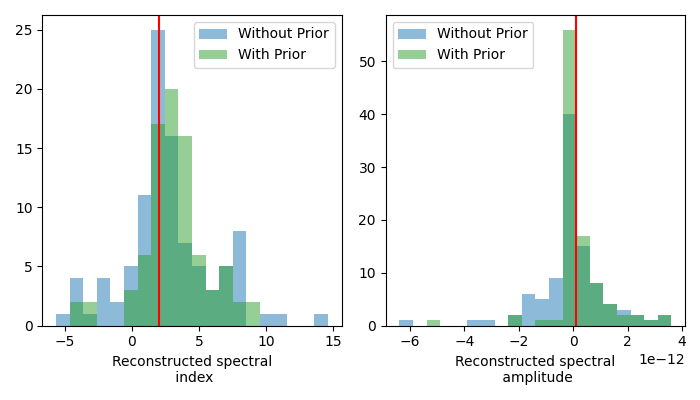 Without Prior
With Prior
25
20
15
10
5
0
−5
0
5
10
15
Reconstructed spectral
index
Without Prior
With Prior
50
40
30
20
10
0
−6
−4
−2
0
2
4
1e−12
Reconstructed spectral
amplitude